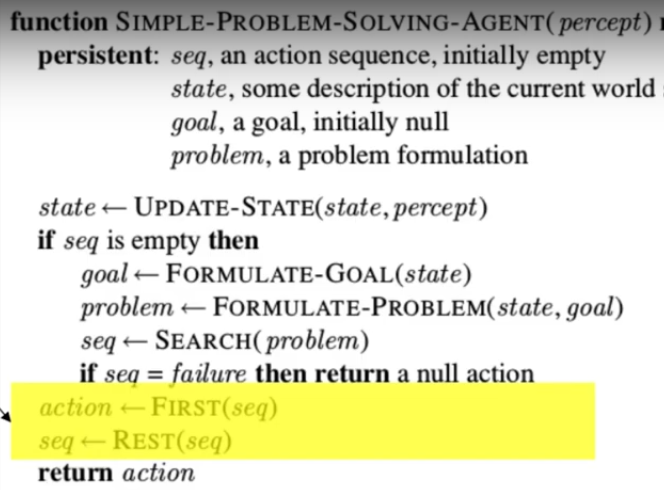 function SIMPLE-PROBLEM-SOLVING-AGENT(percept)
persistent: seq, an action sequence, initially empty
state, some description of the current world
goal, a goal, initially null
problem, a problem formulation
state ← UPDATE-STATE(state, percept)
if seq is empty then
goal ← FORMULATE-GOAL(state)
problem ← FORMULATE-PROBLEM(state, goal)
seq ← SEARCH(problem)
if seq = failure then return a null action
action ← FIRST(seq)
seq ← REST(seq)
return action